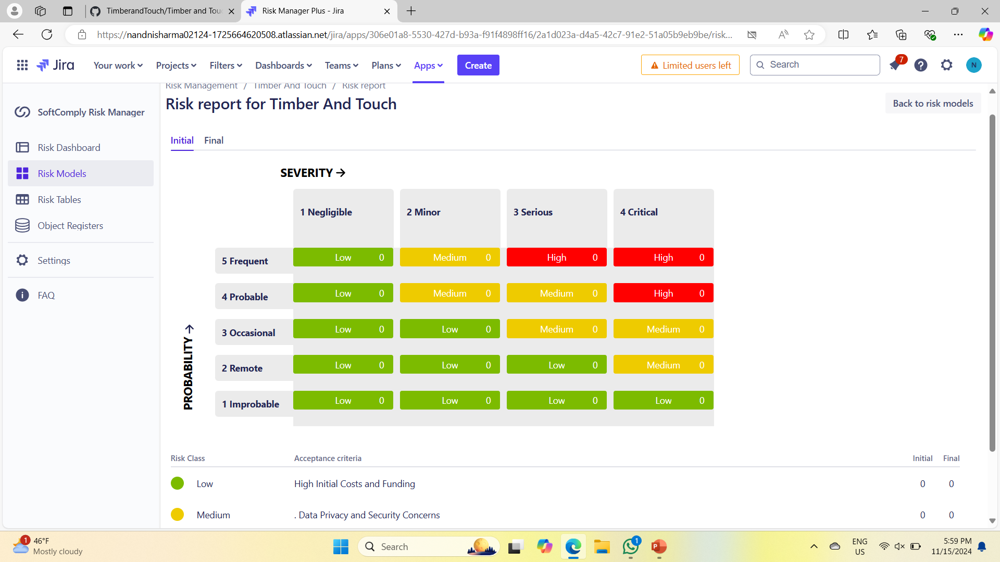 TimberandTouch/Timber and Touc
Risk Manager Plus - Jira
https://nandnisharma02124-1725664620508.atlassian.net/jira/apps/306e01a8-5530-427d-b93a-f91f4898ff16/2a1d023a-d4a5-42c7-91e2-51a05b9eb9be/risk...
Jira
Your work
Projects
Filters
Dashboards
Teams
Plans
Apps
Create
Limited users left
Search
7
N
SoftComply Risk Manager
Risk Dashboard
Risk Models
Risk Tables
Object Registers
Settings
FAQ
Risk Management / Timber And Touch / Risk report
Risk report for Timber And Touch
Back to risk models
Initial Final
SEVERITY →
1 Negligible 2 Minor 3 Serious 4 Critical
PROBABILITY →
5 Frequent Low 0 Medium 0 High 0 High 0
4 Probable Low 0 Medium 0 Medium 0 High 0
3 Occasional Low 0 Low 0 Medium 0 Medium 0
2 Remote Low 0 Low 0 Low 0 Medium 0
1 Improbable Low 0 Low 0 Low 0 Low 0
Risk Class Acceptance criteria Initial Final
Low High Initial Costs and Funding 0 0
Medium . Data Privacy and Security Concerns 0 0
1
46°F
Mostly cloudy
Search
1
ENG
US
5:59 PM
11/15/2024